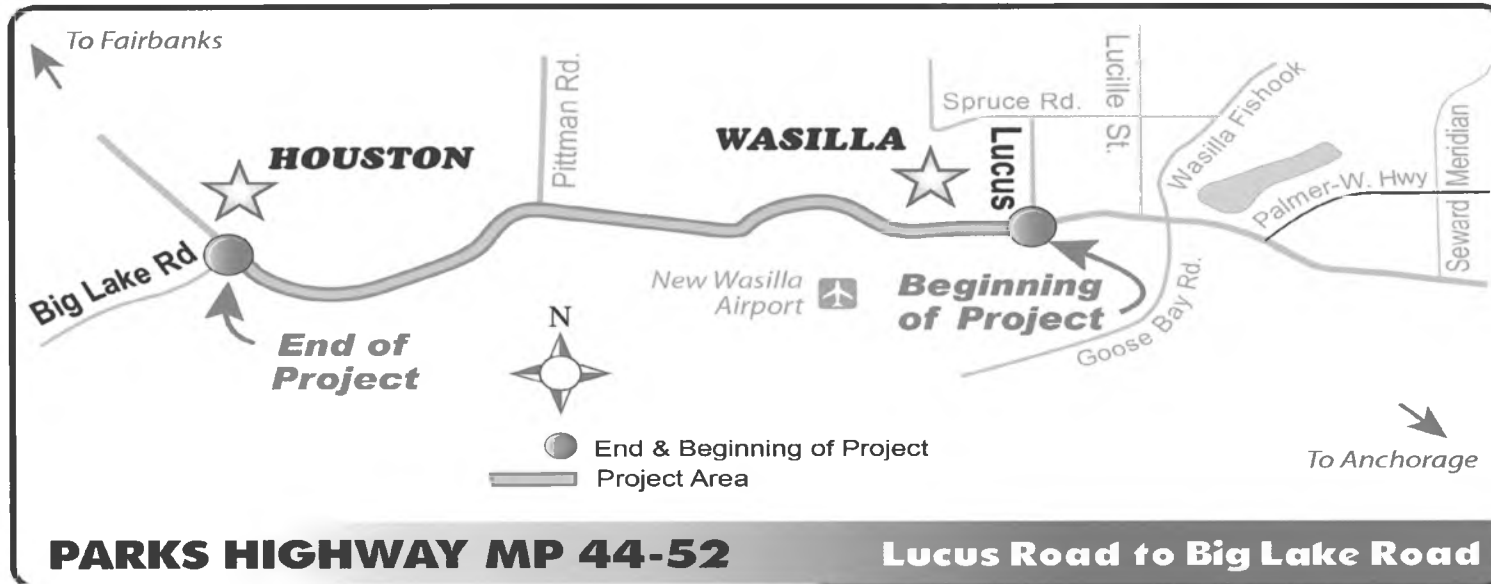 To Fairbanks
Pittman Rd.
Spruce Rd.
Lucille St.
Wasilla Fishook
HOUSTON
WASILLA
Lucus
Palmer-W. Hwy
Seward Meridian
Big Lake Rd
New Wasilla
Airport
Beginning
of Project
Goose Bay Rd.
End of
Project
N
End & Beginning of Project
Project Area
To Anchorage
PARKS HIGHWAY MP 44-52
Lucus Road to Big Lake Road